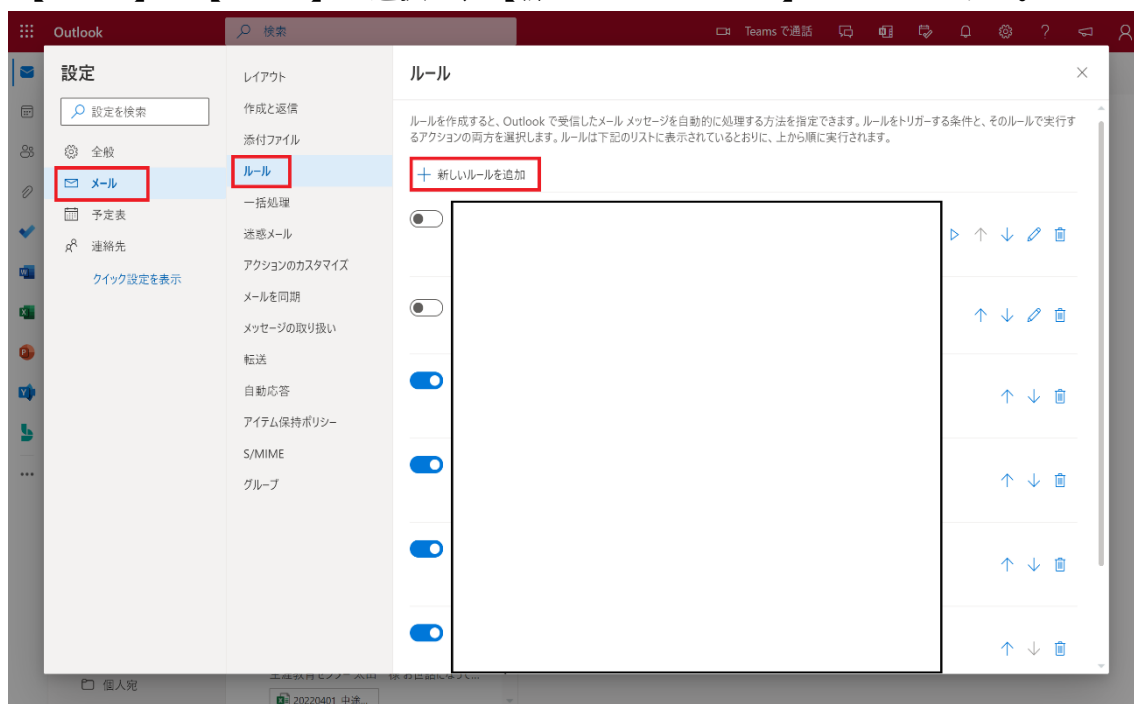 Outlook
検索
Teams で通話
設定
設定を検索
全般
メール
予定表
連絡先
クイック設定を表示
レイアウト
作成と返信
添付ファイル
ルール
一括処理
迷惑メール
アクションのカスタマイズ
メールを同期
メッセージの取り扱い
転送
自動応答
アイテム保持ポリシー
S/MIME
グループ
ルール
ルールを作成すると、Outlook で受信したメール メッセージを自動的に処理する方法を指定できます。ルールをトリガーする条件と、そのルールで実行す
るアクションの両方を選択します。ルールは下記のリストに表示されているとおりに、上から順に実行されます。
新しいルールを追加
個人宛
20220401 中途...